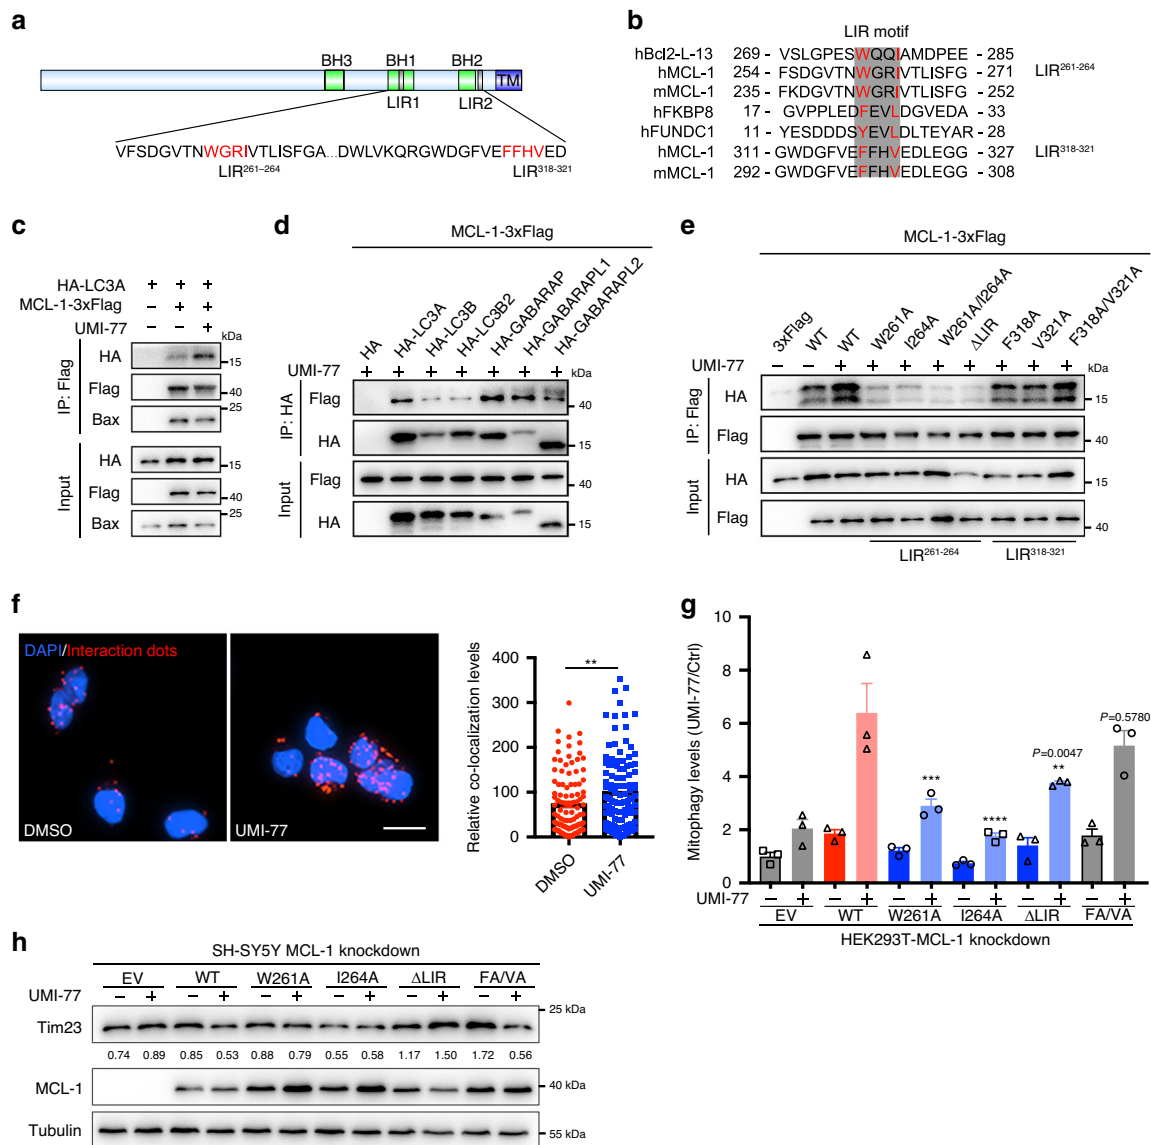 a
BH3 BH1 BH2
TM
LIR1 LIR2
VFSDGVTNWGRIVTLISFGA...DWLVKQRGWDGFVEFFHVED
LIR261–264 LIR318-321
b
LIR motif
hBcl2-L-13 269 - VSLGPESWQQIAMDPEE - 285
hMCL-1 254 - FSDGVTNWGRIVTLISFG - 271 LIR261-264
mMCL-1 235 - FKDGVTNWGRIVTLISFG - 252
hFKBP8 17 - GVPPLEDFEVLDGVEDA - 33
hFUNDC1 11 - YESDDDSYEVLDLTEYAR - 28
hMCL-1 311 - GWDGFVEFFHVEDLEGG - 327 LIR318-321
mMCL-1 292 - GWDGFVEFFHVEDLEGG - 308
c
HA-LC3A + + +
MCL-1-3xFlag − + +
UMI-77 − − +
kDa
IP: Flag
HA 15
Flag 40
Bax 25
Input
HA 15
Flag 40
Bax 25
d
MCL-1-3xFlag
HA HA-LC3A HA-LC3B HA-LC3B2 HA-GABARAP HA-GABARAPL1 HA-GABARAPL2
UMI-77 + + + + + + + kDa
IP: HA
Flag 40
HA 15
Input
Flag 40
HA 15
e
MCL-1-3xFlag
3xFlag WT WT W261A I264A W261A/I264A ΔLIR F318A V321A F318A/V321A
UMI-77 − − + + + + + + + + kDa
IP: Flag
HA 15
Flag 40
Input
HA 15
Flag 40
LIR261-264 LIR318-321
f
DAPI/Interaction dots
DMSO
UMI-77
Relative co-localization levels
400
300
200
100
0
**
DMSO UMI-77
g
Mitophagy levels (UMI-77/Ctrl)
10
8
6
4
2
0
***
****
P=0.0047
**
P=0.5780
UMI-77 − + − + − + − + − + − +
EV WT W261A I264A ΔLIR FA/VA
HEK293T-MCL-1 knockdown
h
SH-SY5Y MCL-1 knockdown
EV WT W261A I264A ΔLIR FA/VA
UMI-77 − + − + − + − + − + − +
Tim23 25 kDa
0.74 0.89 0.85 0.53 0.88 0.79 0.55 0.58 1.17 1.50 1.72 0.56
MCL-1 40 kDa
Tubulin 55 kDa